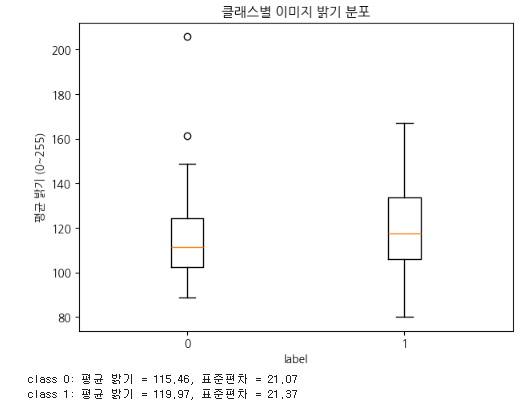 클래스별 이미지 밝기 분포
평균 밝기 (0~255)
200
180
160
140
120
100
80
0
1
label
class 0: 평균 밝기 = 115.46, 표준편차 = 21.07
class 1: 평균 밝기 = 119.97, 표준편차 = 21.37